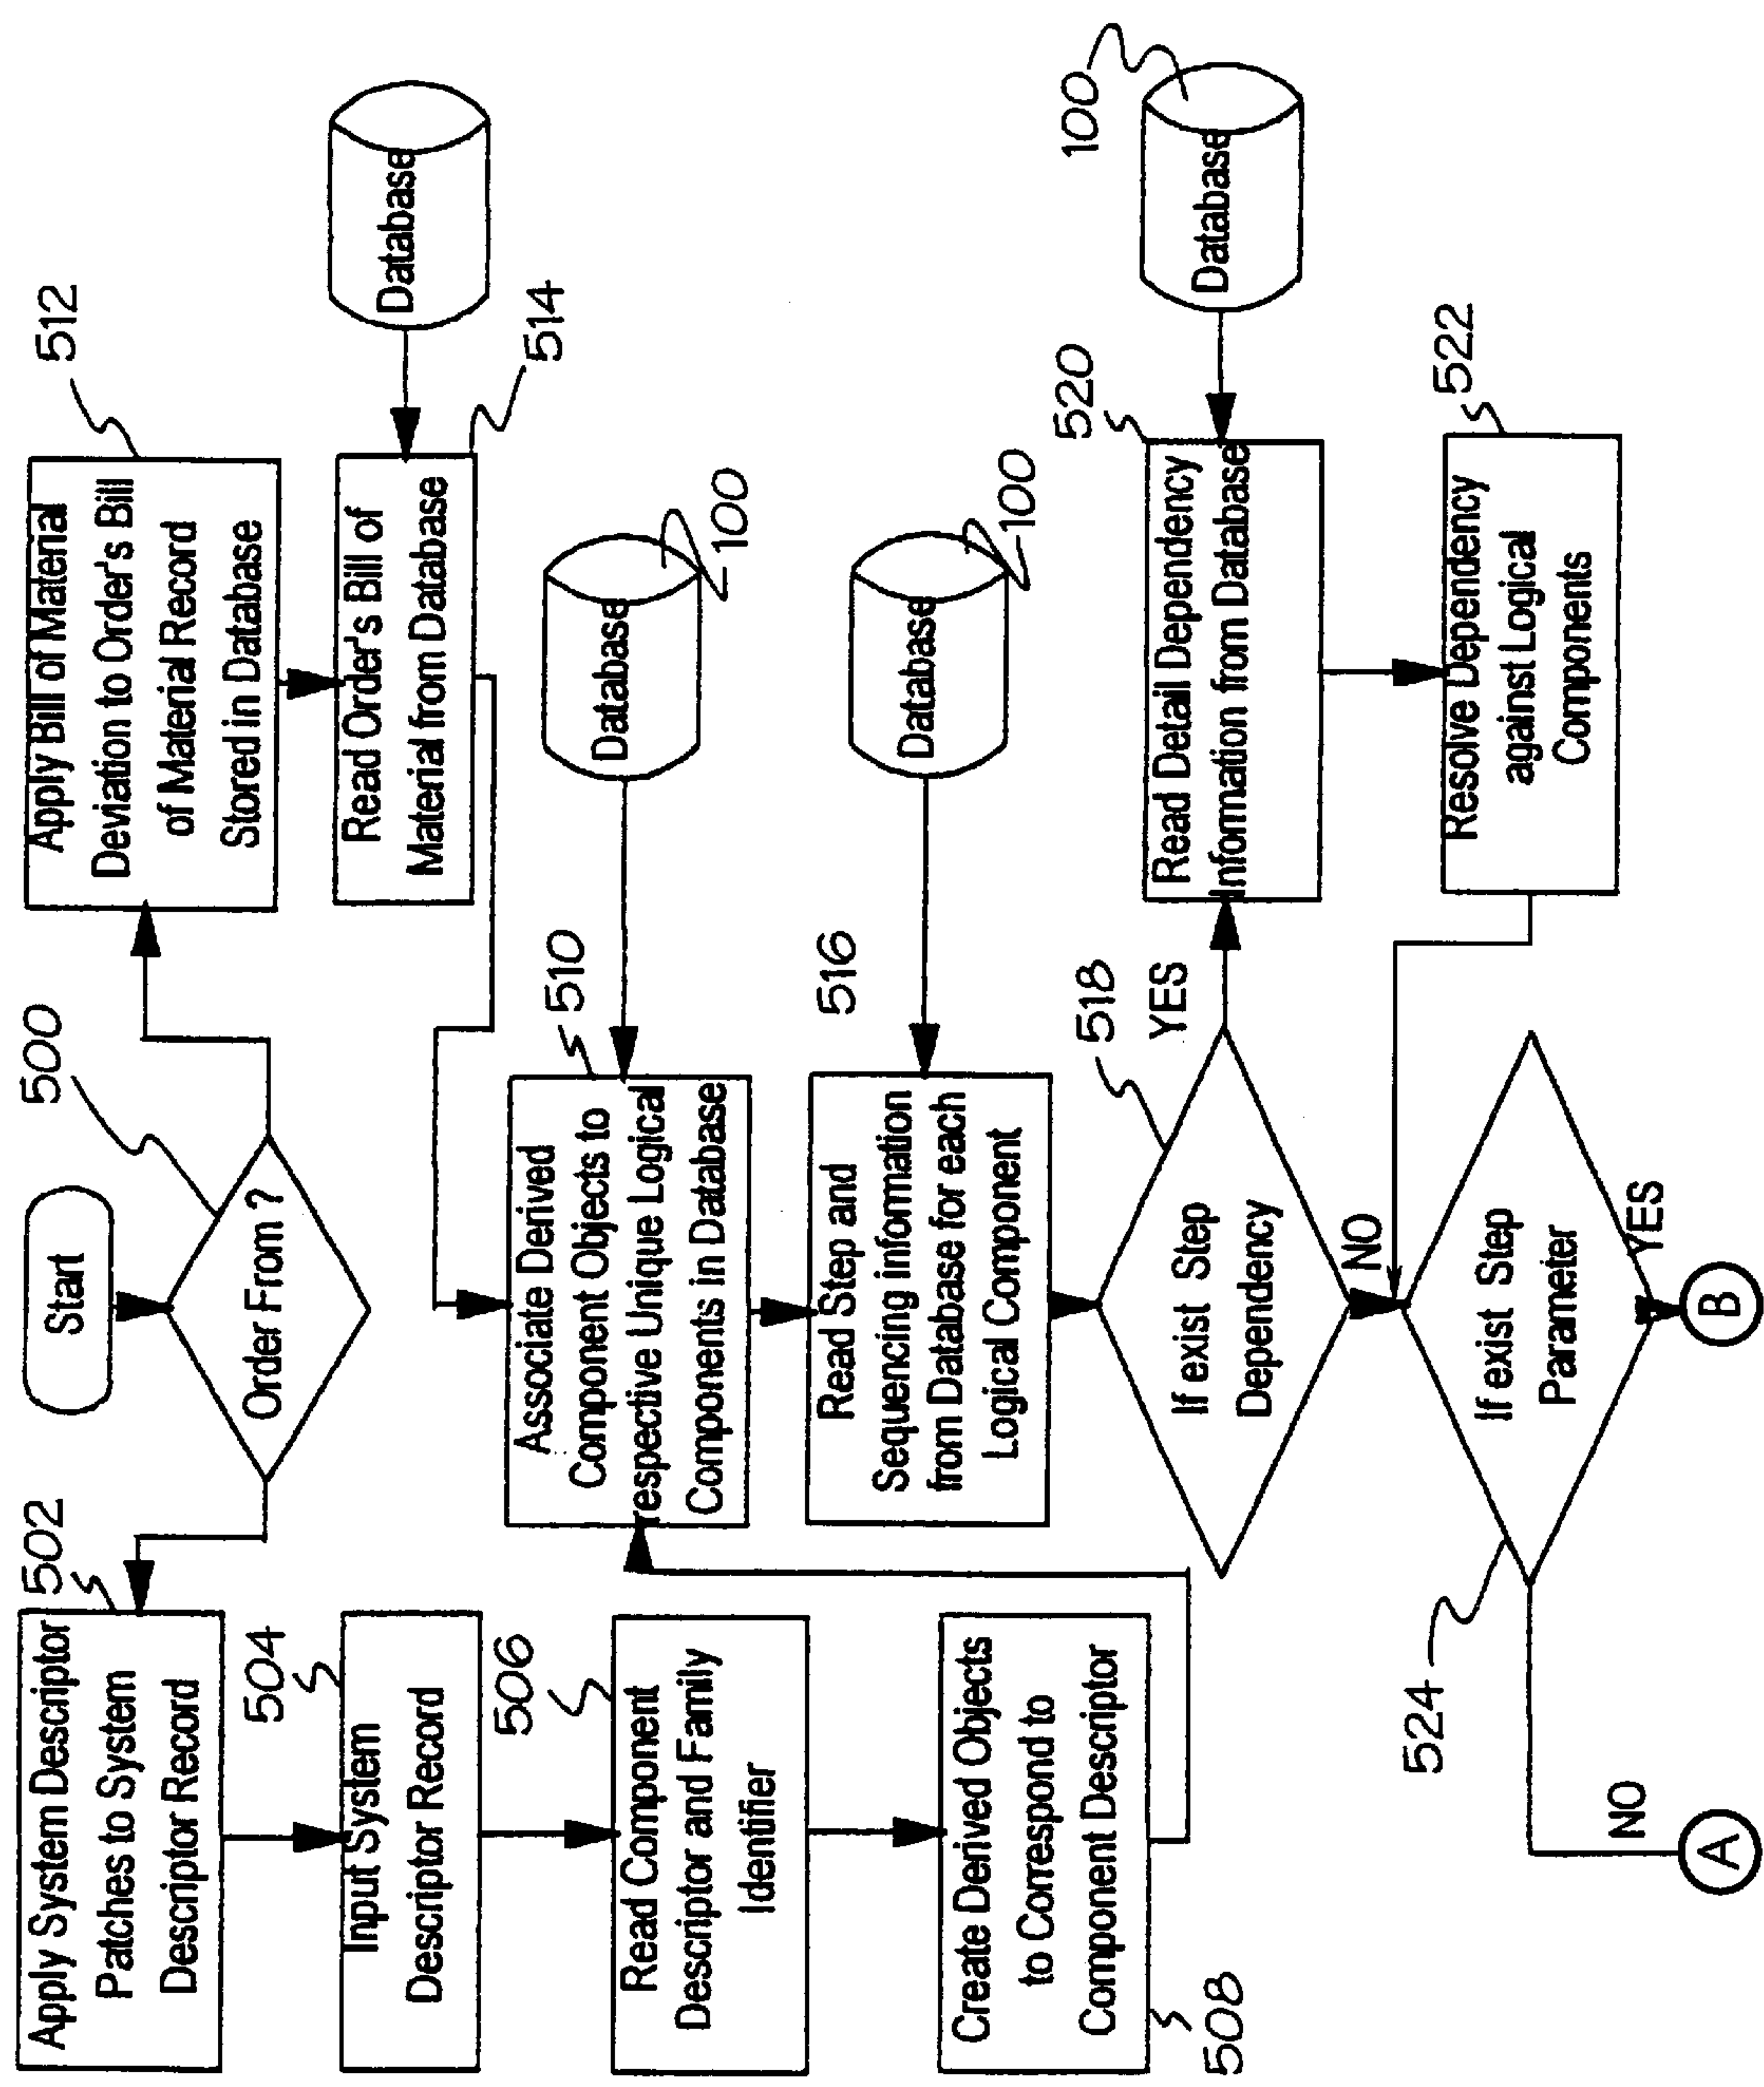 Start
500
Order From ?
502
Apply System Descriptor
Patches to System
Descriptor Record
504
Input System
Descriptor Record
506
Read Component
Descriptor and Family
Identifier
Create Derived Objects
to Correspond to
Component Descriptor
508
512
Apply Bill of Material
Deviation to Order's Bill
of Material Record
Stored in Database
514
Read Order's Bill of
Material from Database
Database
510
Associate Derived
Component Objects to
respective Unique Logical
Components in Database
Database
100
516
Read Step and
Sequencing information
from Database for each
Logical Component
Database
100
518
If exist Step
Dependency
YES
NO
520
Read Detail Dependency
Information from Database
Database
100
522
Resolve Dependency
against Logical
Components
524
If exist Step
Parameter
NO
YES
A
B